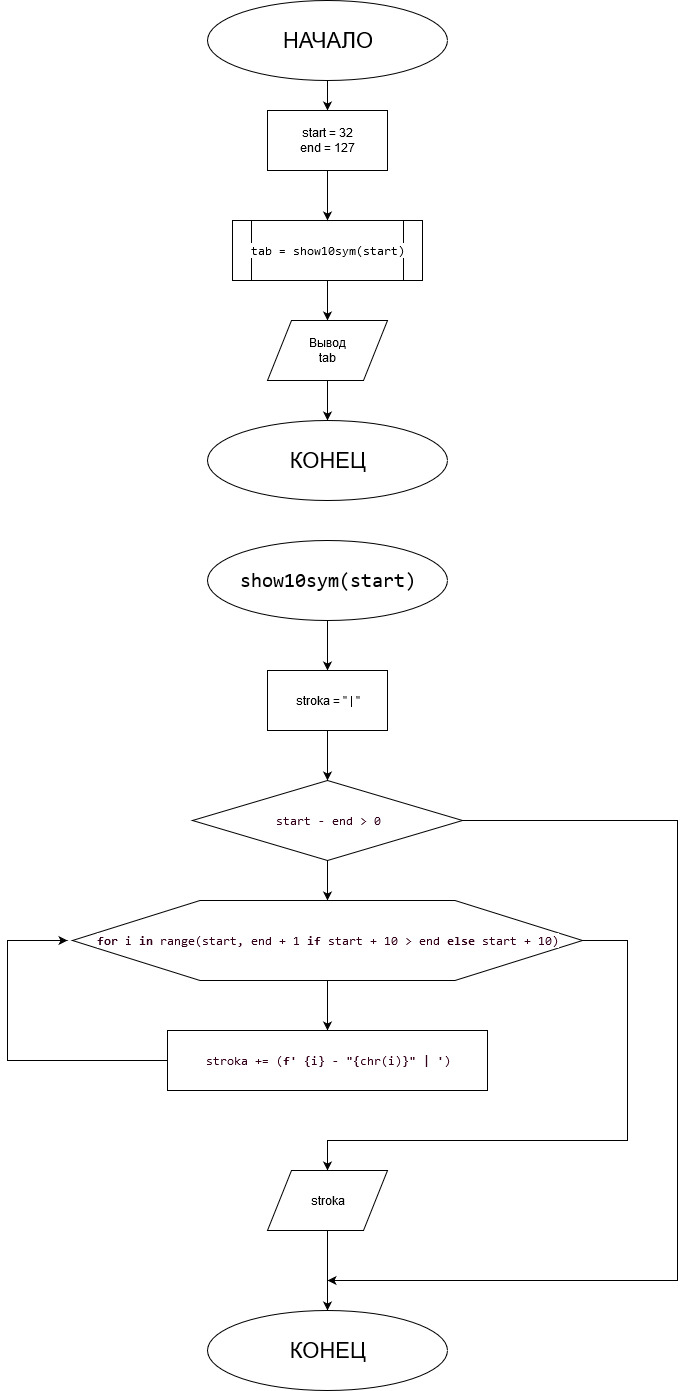 НАЧАЛО
start = 32
end = 127
tab = show10sym(start)
Вывод
tab
КОНЕЦ
show10sym(start)
stroka = " | "
start - end > 0
for i in range(start, end + 1 if start + 10 > end else start + 10)
stroka += (f' {i} - "{chr(i)}" | ')
stroka
КОНЕЦ